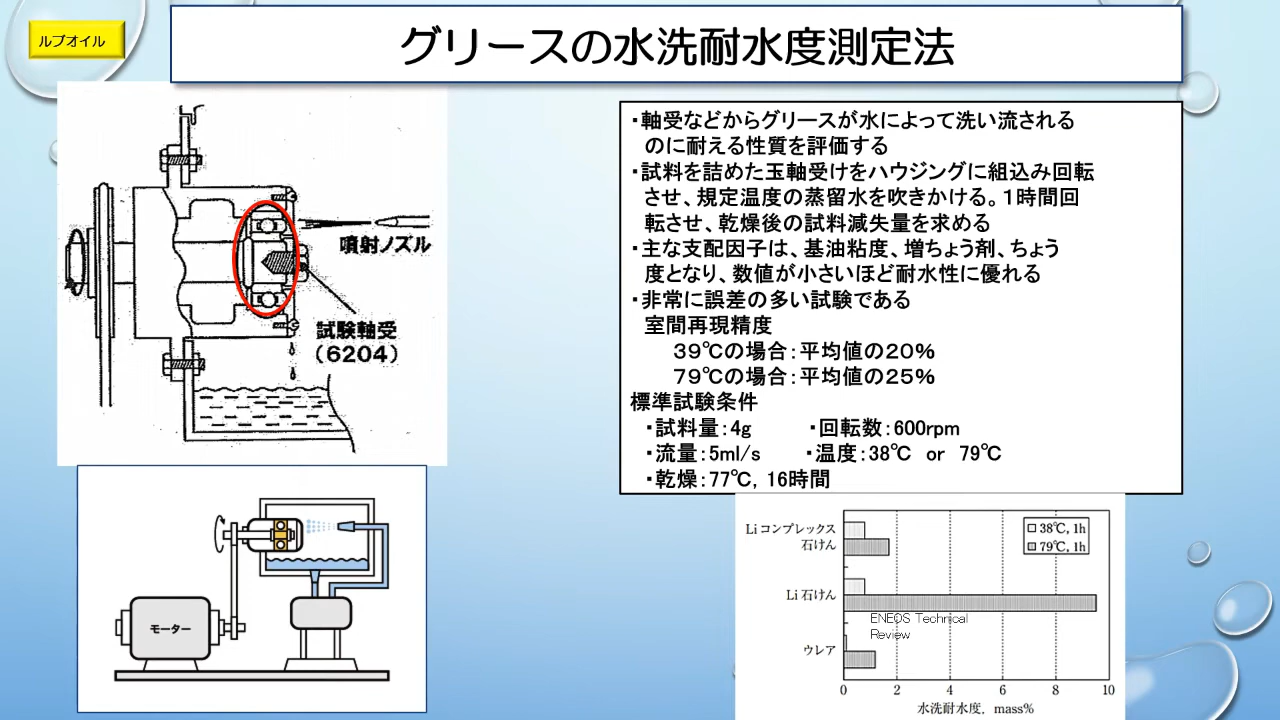 ルブオイル
グリースの水洗耐水度測定法
噴射ノズル
試験軸受
(6204)
・軸受などからグリースが水によって洗い流される
のに耐える性質を評価する
・試料を詰めた玉軸受けをハウジングに組込み回転
させ、規定温度の蒸留水を吹きかける。1時間回
転させ、乾燥後の試料減失量を求める
・主な支配因子は、基油粘度、増ちょう剤、ちょう
度となり、数値が小さいほど耐水性に優れる
・非常に誤差の多い試験である
室間再現精度
39℃の場合:平均値の20%
79℃の場合:平均値の25%
標準試験条件
・試料量:4g ・回転数:600rpm
・流量:5ml/s ・温度:38℃ or 79℃
・乾燥:77℃, 16時間
モーター
Li コンプレックス
石けん
Li 石けん
ウレア
□ 38℃, 1h
79℃, 1h
ENEOS Technical
Review
0 2 4 6 8 10
水洗耐水度, mass%